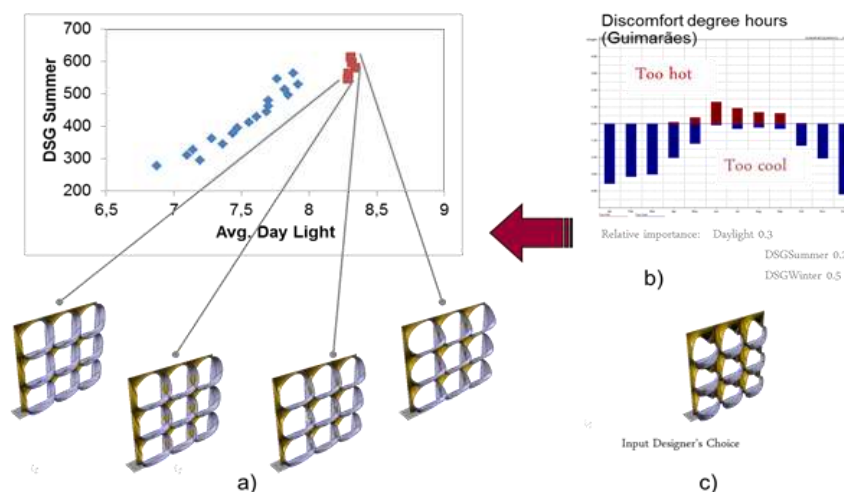 700
600
500
400
300
200
DSG Summer
6,5 7 7,5 8 8,5 9
Avg. Day Light
a)
Discomfort degree hours
(Guimarães)
Too hot
Too cool
Relative importance: Daylight 0.3
DSGSummer
DSGWinter 0.5
b)
Input Designer's Choice
c)